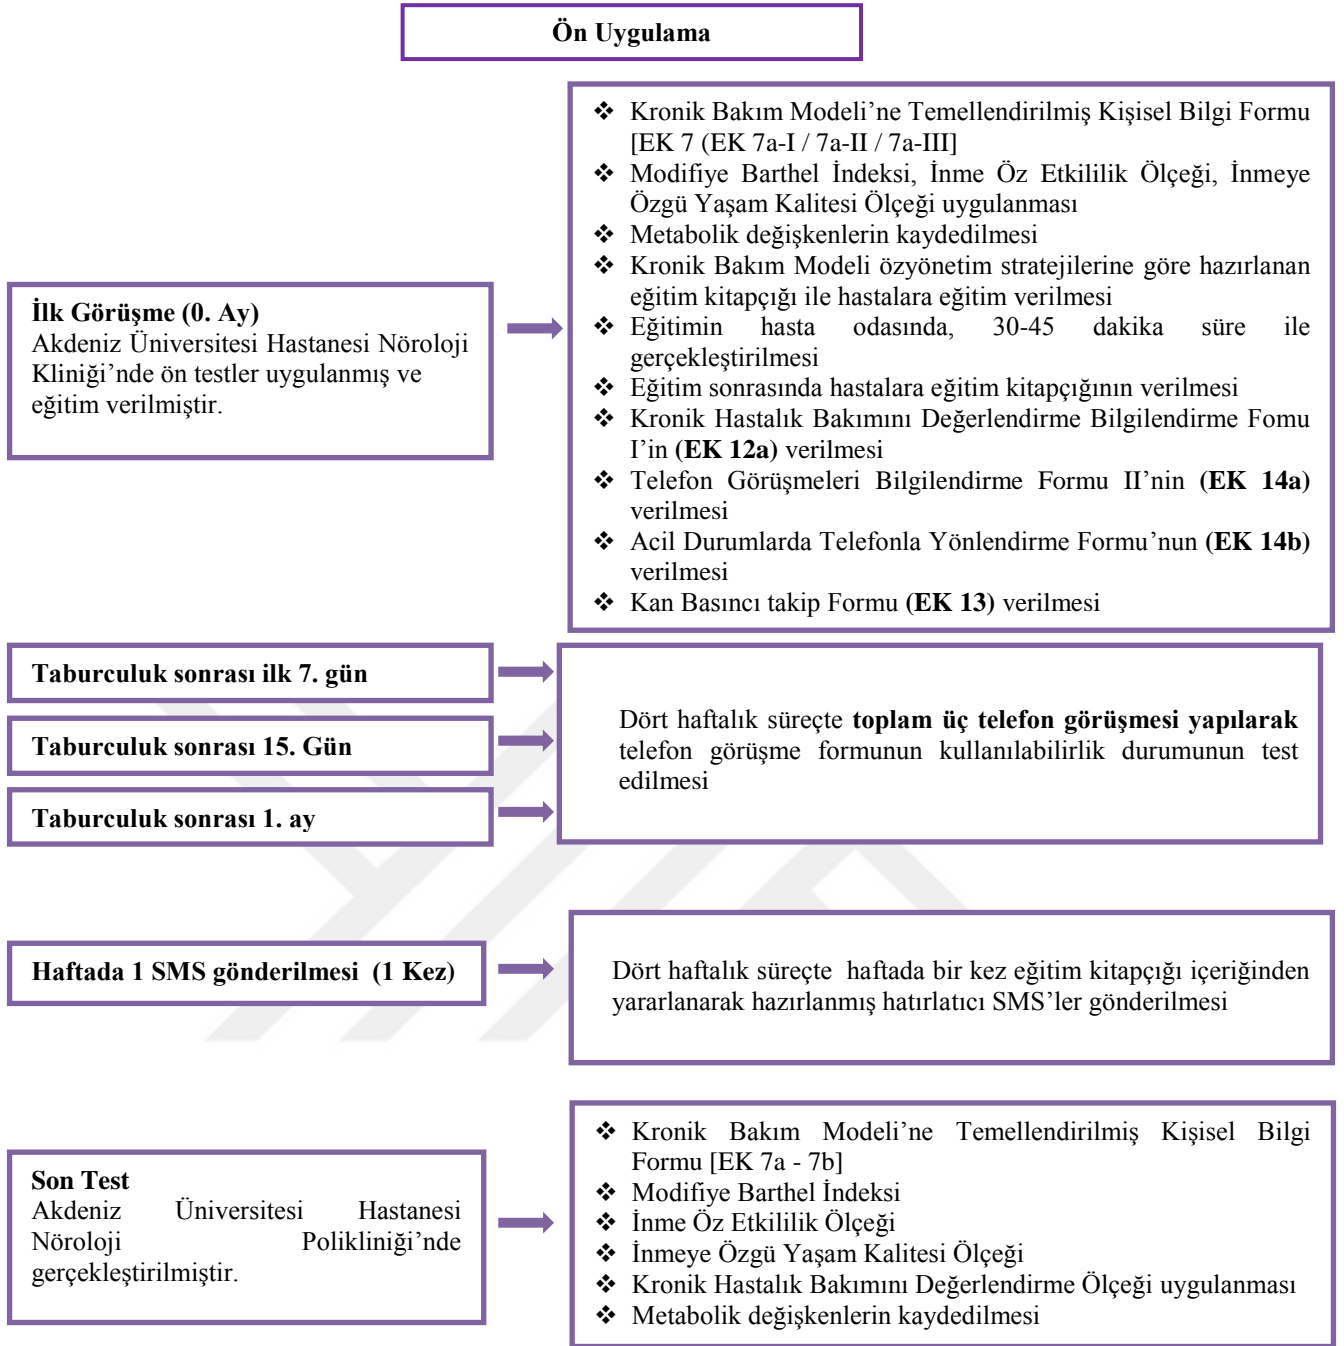 Ön Uygulama
❖ Kronik Bakım Modeli’ne Temellendirilmiş Kişisel Bilgi Formu
[EK 7 (EK 7a-I / 7a-II / 7a-III]
❖ Modifiye Barthel İndeksi, İnme Öz Etkililik Ölçeği, İnmeye
Özgü Yaşam Kalitesi Ölçeği uygulanması
❖ Metabolik değişkenlerin kaydedilmesi
❖ Kronik Bakım Modeli özyönetim stratejilerine göre hazırlanan
eğitim kitapçığı ile hastalara eğitim verilmesi
❖ Eğitimin hasta odasında, 30-45 dakika süre ile
gerçekleştirilmesi
❖ Eğitim sonrasında hastalara eğitim kitapçığının verilmesi
❖ Kronik Hastalık Bakımını Değerlendirme Bilgilendirme Fomu
I’in (EK 12a) verilmesi
❖ Telefon Görüşmeleri Bilgilendirme Formu II’nin (EK 14a)
verilmesi
❖ Acil Durumlarda Telefonla Yönlendirme Formu’nun (EK 14b)
verilmesi
❖ Kan Basıncı takip Formu (EK 13) verilmesi
İlk Görüşme (0. Ay)
Akdeniz Üniversitesi Hastanesi Nöroloji
Kliniği’nde ön testler uygulanmış ve
eğitim verilmiştir.
Taburculuk sonrası ilk 7. gün
Taburculuk sonrası 15. Gün
Taburculuk sonrası 1. ay
Dört haftalık süreçte toplam üç telefon görüşmesi yapılarak
telefon görüşme formunun kullanılabilirlik durumunun test
edilmesi
Haftada 1 SMS gönderilmesi (1 Kez)
Dört haftalık süreçte haftada bir kez eğitim kitapçığı içeriğinden
yararlanarak hazırlanmış hatırlatıcı SMS’ler gönderilmesi
Son Test
Akdeniz Üniversitesi Hastanesi
Nöroloji Polikliniği’nde
gerçekleştirilmiştir.
❖ Kronik Bakım Modeli’ne Temellendirilmiş Kişisel Bilgi
Formu [EK 7a - 7b]
❖ Modifiye Barthel İndeksi
❖ İnme Öz Etkililik Ölçeği
❖ İnmeye Özgü Yaşam Kalitesi Ölçeği
❖ Kronik Hastalık Bakımını Değerlendirme Ölçeği uygulanması
❖ Metabolik değişkenlerin kaydedilmesi